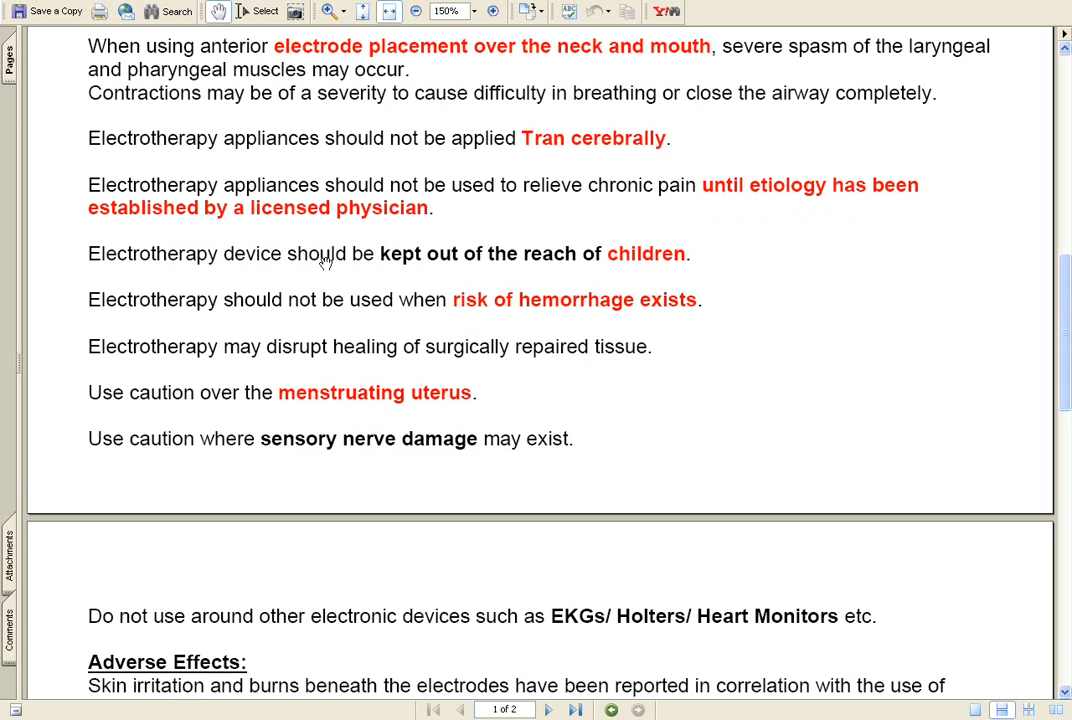 Save a Copy Search Select 150% Y!
Pages
When using anterior electrode placement over the neck and mouth, severe spasm of the laryngeal
and pharyngeal muscles may occur.
Contractions may be of a severity to cause difficulty in breathing or close the airway completely.
Electrotherapy appliances should not be applied Tran cerebrally.
Electrotherapy appliances should not be used to relieve chronic pain until etiology has been
established by a licensed physician.
Electrotherapy device should be kept out of the reach of children.
Electrotherapy should not be used when risk of hemorrhage exists.
Electrotherapy may disrupt healing of surgically repaired tissue.
Use caution over the menstruating uterus.
Use caution where sensory nerve damage may exist.
Attachments
Comments
Do not use around other electronic devices such as EKGs/ Holters/ Heart Monitors etc.
Adverse Effects:
Skin irritation and burns beneath the electrodes have been reported in correlation with the use of
1 of 2